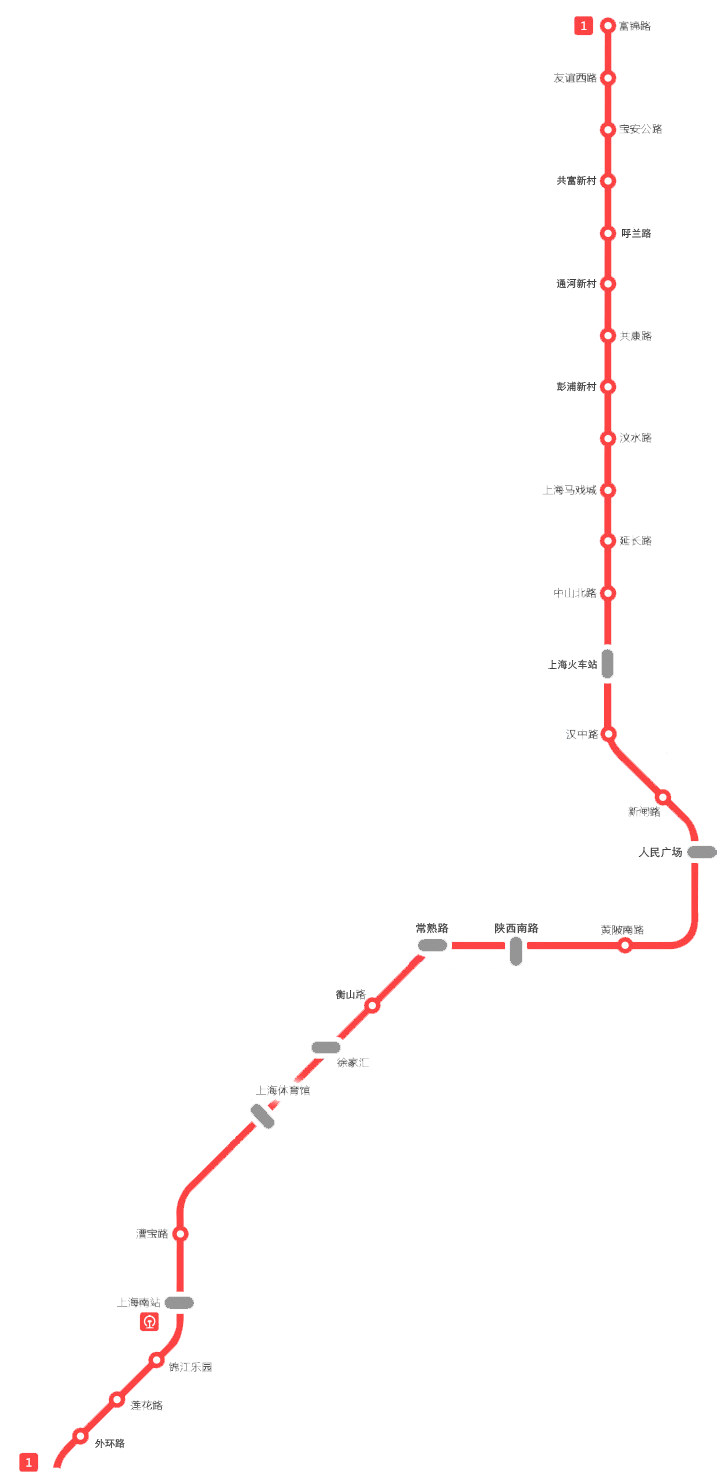 1
富锦路
友谊西路
宝安公路
共富新村
呼兰路
通河新村
共康路
彭浦新村
汶水路
上海马戏城
延长路
中山北路
上海火车站
汉中路
新闸路
人民广场
黄陂南路
陕西南路
常熟路
衡山路
徐家汇
上海体育馆
漕宝路
上海南站
锦江乐园
莲花路
外环路
1